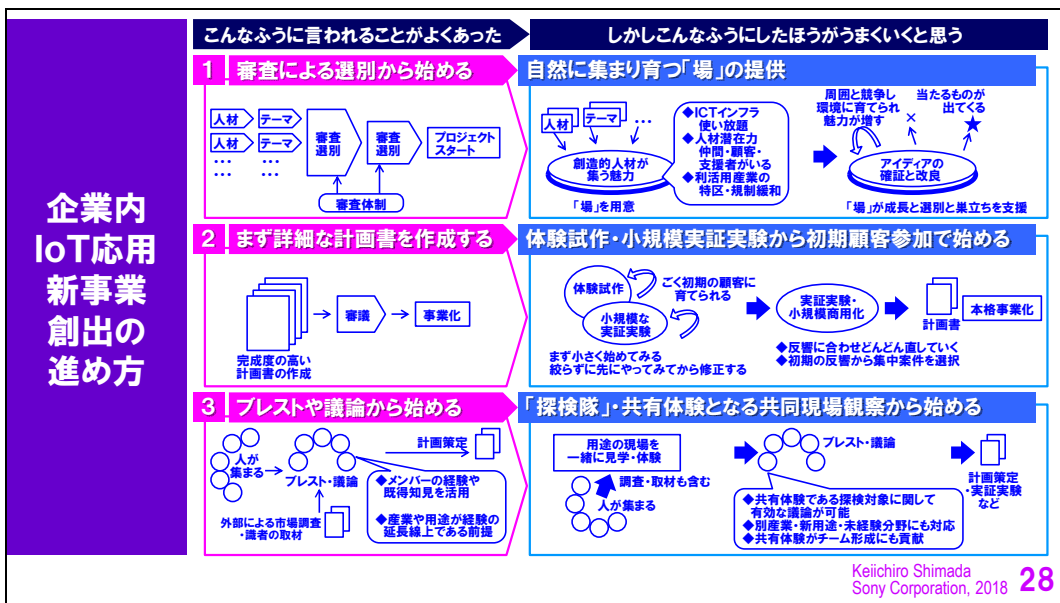 企業内
IoT応用
新事業
創出の
進め方
こんなふうに言われることがよくあった
しかしこんなふうにしたほうがうまくいくと思う
1 審査による選別から始める
人材
テーマ
人材
テーマ
…
…
…
…
審査
選別
審査
選別
プロジェクト
スタート
審査体制
自然に集まり育つ「場」の提供
人材
テーマ
…
創造的人材が
集う魅力
「場」を用意
◆ICTインフラ
使い放題
◆人材潜在力
仲間・顧客・
支援者がいる
◆利活用産業の
特区・規制緩和
周囲と競争し
環境に育てられ
魅力が増す
当たるものが
出てくる
×
★
アイディアの
確証と改良
「場」が成長と選別と巣立ちを支援
2 まず詳細な計画書を作成する
完成度の高い
計画書の作成
審議
事業化
体験試作・小規模実証実験から初期顧客参加で始める
体験試作
小規模な
実証実験
ごく初期の顧客に
育てられる
まず小さく始めてみる
絞らずに先にやってみてから修正する
実証実験・
小規模商用化
計画書
本格事業化
◆反響に合わせどんどん直していく
◆初期の反響から集中案件を選択
3 ブレストや議論から始める
人が
集まる
ブレスト・議論
計画策定
外部による市場調査
・識者の取材
◆メンバーの経験や
既得知見を活用
◆産業や用途が経験の
延長線上である前提
「探検隊」・共有体験となる共同現場観察から始める
用途の現場を
一緒に見学・体験
調査・取材も含む
人が集まる
ブレスト・議論
◆共有体験である探検対象に関して
有効な議論が可能
◆別産業・新用途・未経験分野にも対応
◆共有体験がチーム形成にも貢献
計画策定
・実証実験
など
Keiichiro Shimada
Sony Corporation, 2018 28